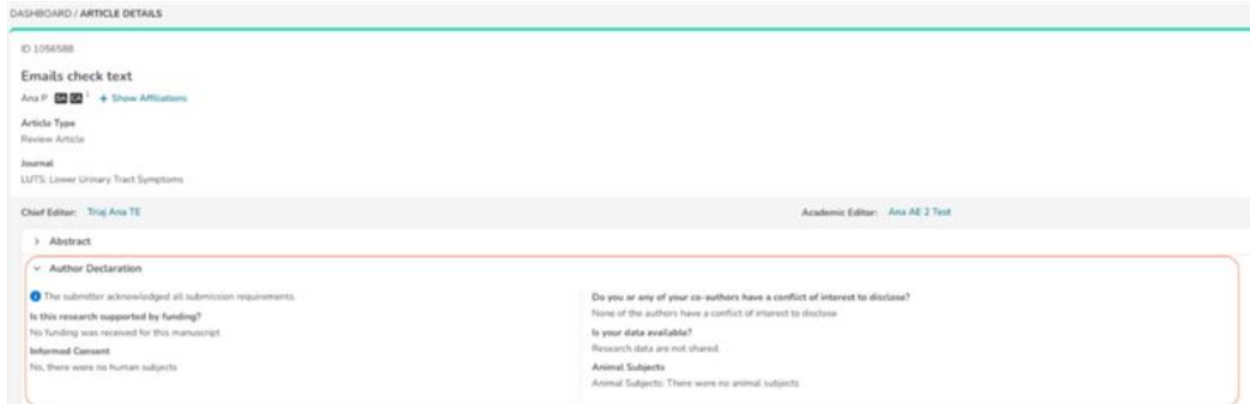 DASHBOARD / ARTICLE DETAILS
ID 1056588
Emails check text
Ana P SA CA 1 + Show Affiliations
Article Type
Review Article
Journal
LUTS: Lower Urinary Tract Symptoms
Chief Editor: Triaj Ana TE
Academic Editor: Ana AE 2 Test
Abstract
Author Declaration
The submitter acknowledged all submission requirements.
Is this research supported by funding?
No funding was received for this manuscript
Informed Consent
No, there were no human subjects
Do you or any of your co-authors have a conflict of interest to disclose?
None of the authors have a conflict of interest to disclose
Is your data available?
Research data are not shared.
Animal Subjects
Animal Subjects: There were no animal subjects